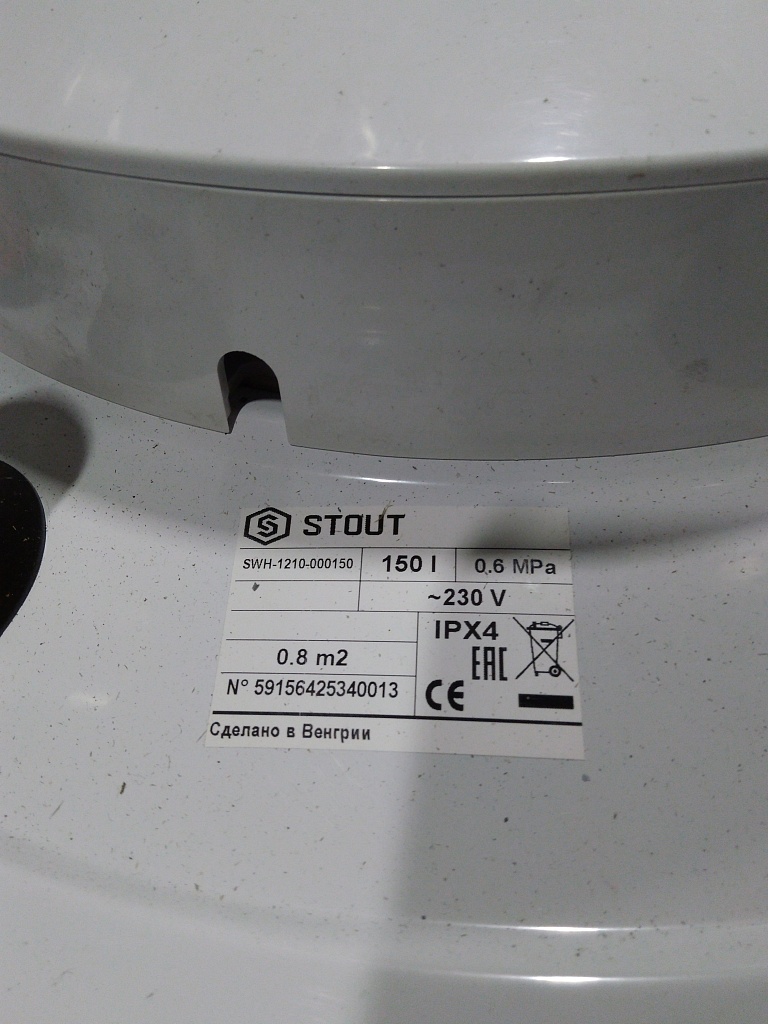 STOUT
SWH-1210-000150 150 l 0.6 MPa
~230 V
IPX4
0.8 m2
EAC
N° 59156425340013
CE
Сделано в Венгрии